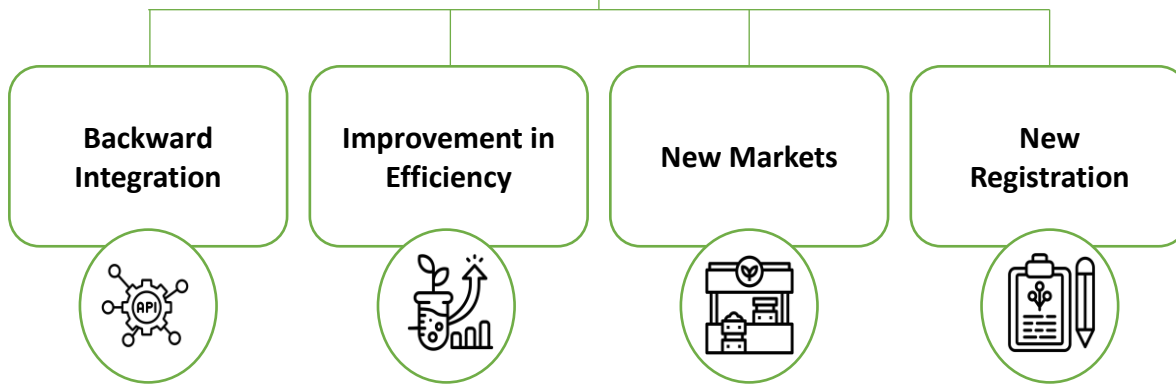 Backward
Integration
Improvement in
Efficiency
New Markets
New
Registration
API